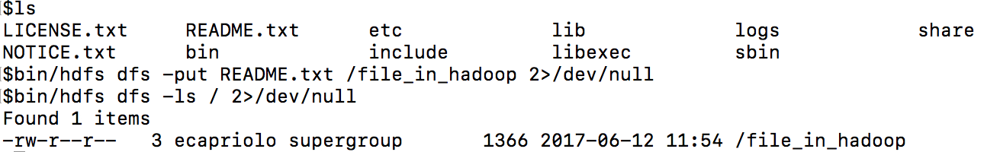 $ls
LICENSE.txt     README.txt      etc             lib             logs            share
NOTICE.txt      bin             include         libexec         sbin
$bin/hdfs dfs -put README.txt /file_in_hadoop 2>/dev/null
$bin/hdfs dfs -ls / 2>/dev/null
Found 1 items
-rw-r--r--   3 ecapriolo supergroup       1366 2017-06-12 11:54 /file_in_hadoop